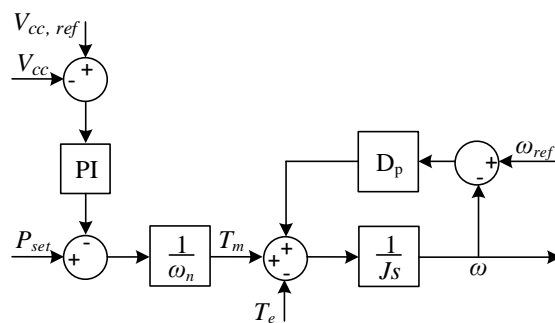 V_cc, ref
V_cc
+
-
PI
D_p
+
ω_ref
-
P_set
-
+
1
ω_n
T_m
+
+
-
1
Js
ω
T_e